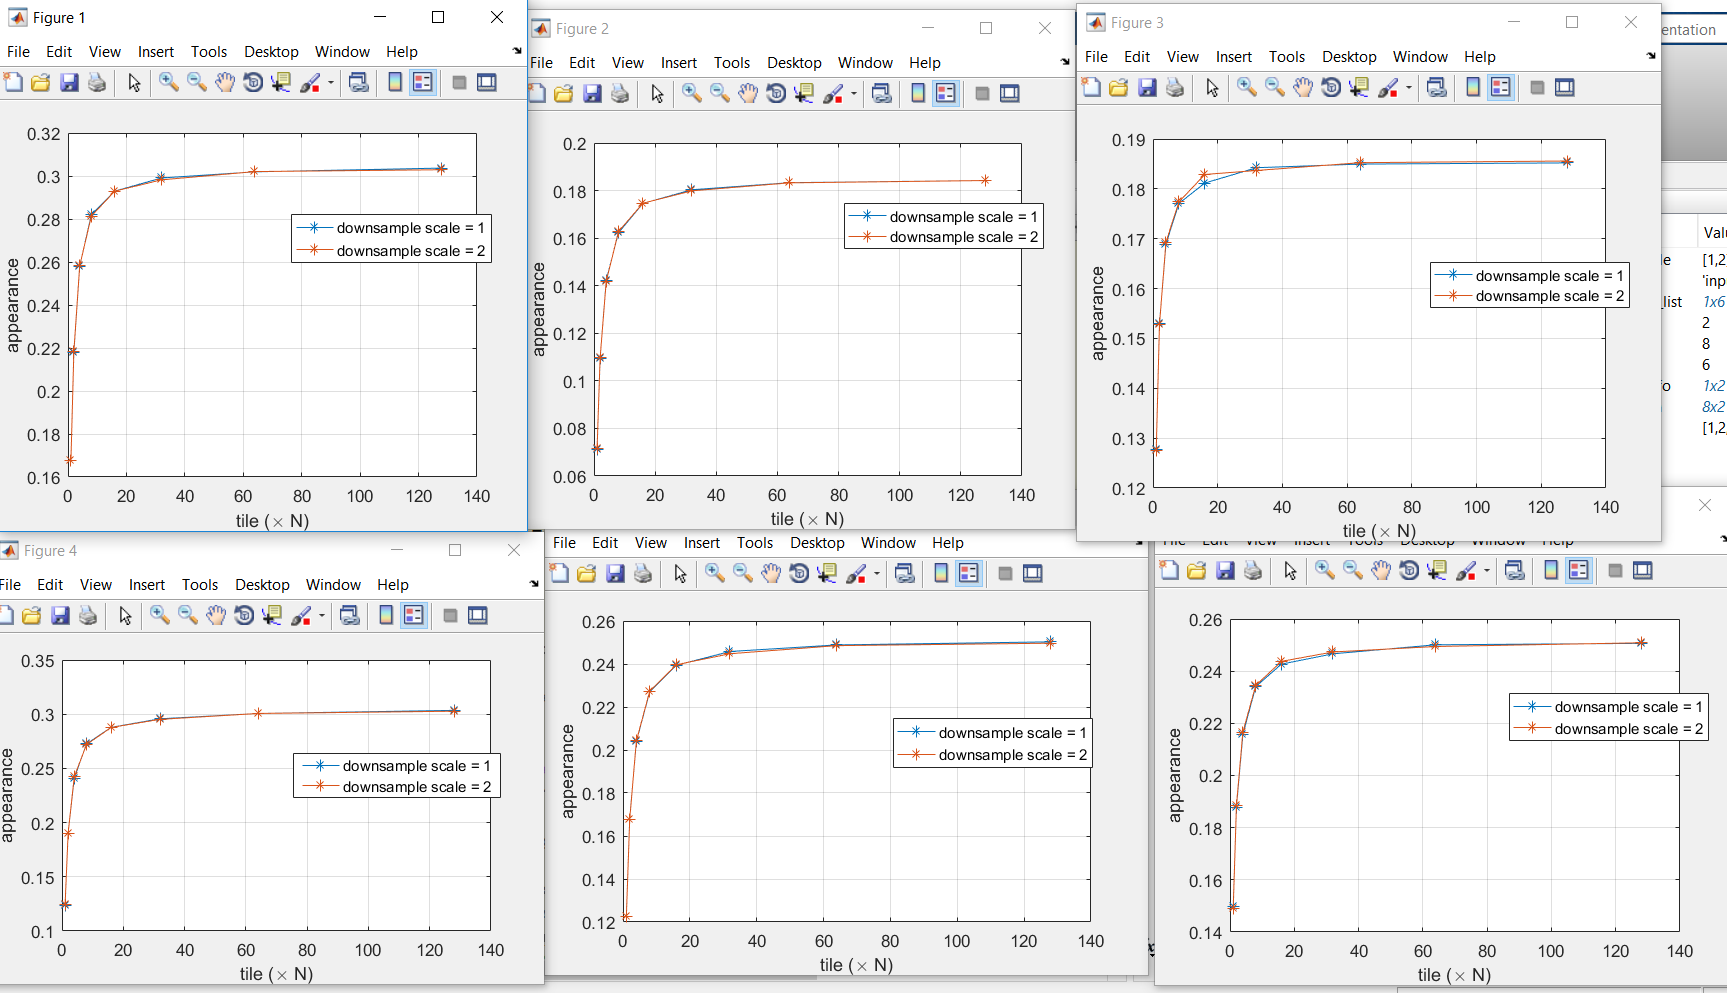 Figure 1
File Edit View Insert Tools Desktop Window Help
0.32
0.3
0.28
0.26
0.24
0.22
0.2
0.18
0.16
appearance
downsample scale = 1
downsample scale = 2
0 20 40 60 80 100 120 140
tile (× N)
Figure 2
File Edit View Insert Tools Desktop Window Help
0.2
0.18
0.16
0.14
0.12
0.1
0.08
0.06
appearance
downsample scale = 1
downsample scale = 2
0 20 40 60 80 100 120 140
tile (× N)
Figure 3
File Edit View Insert Tools Desktop Window Help
0.19
0.18
0.17
0.16
0.15
0.14
0.13
0.12
appearance
downsample scale = 1
downsample scale = 2
0 20 40 60 80 100 120 140
tile (× N)
entation
Valu
le [1,2
'inp
_list 1x6
2
8
6
fo 1x2
8x2
[1,2,
Figure 4
File Edit View Insert Tools Desktop Window Help
0.35
0.3
0.25
0.2
0.15
0.1
appearance
downsample scale = 1
downsample scale = 2
0 20 40 60 80 100 120 140
tile (× N)
File Edit View Insert Tools Desktop Window Help
0.26
0.24
0.22
0.2
0.18
0.16
0.14
0.12
appearance
downsample scale = 1
downsample scale = 2
0 20 40 60 80 100 120 140
tile (× N)
File Edit View Insert Tools Desktop Window Help
0.26
0.24
0.22
0.2
0.18
0.16
0.14
appearance
downsample scale = 1
downsample scale = 2
0 20 40 60 80 100 120 140
tile (× N)